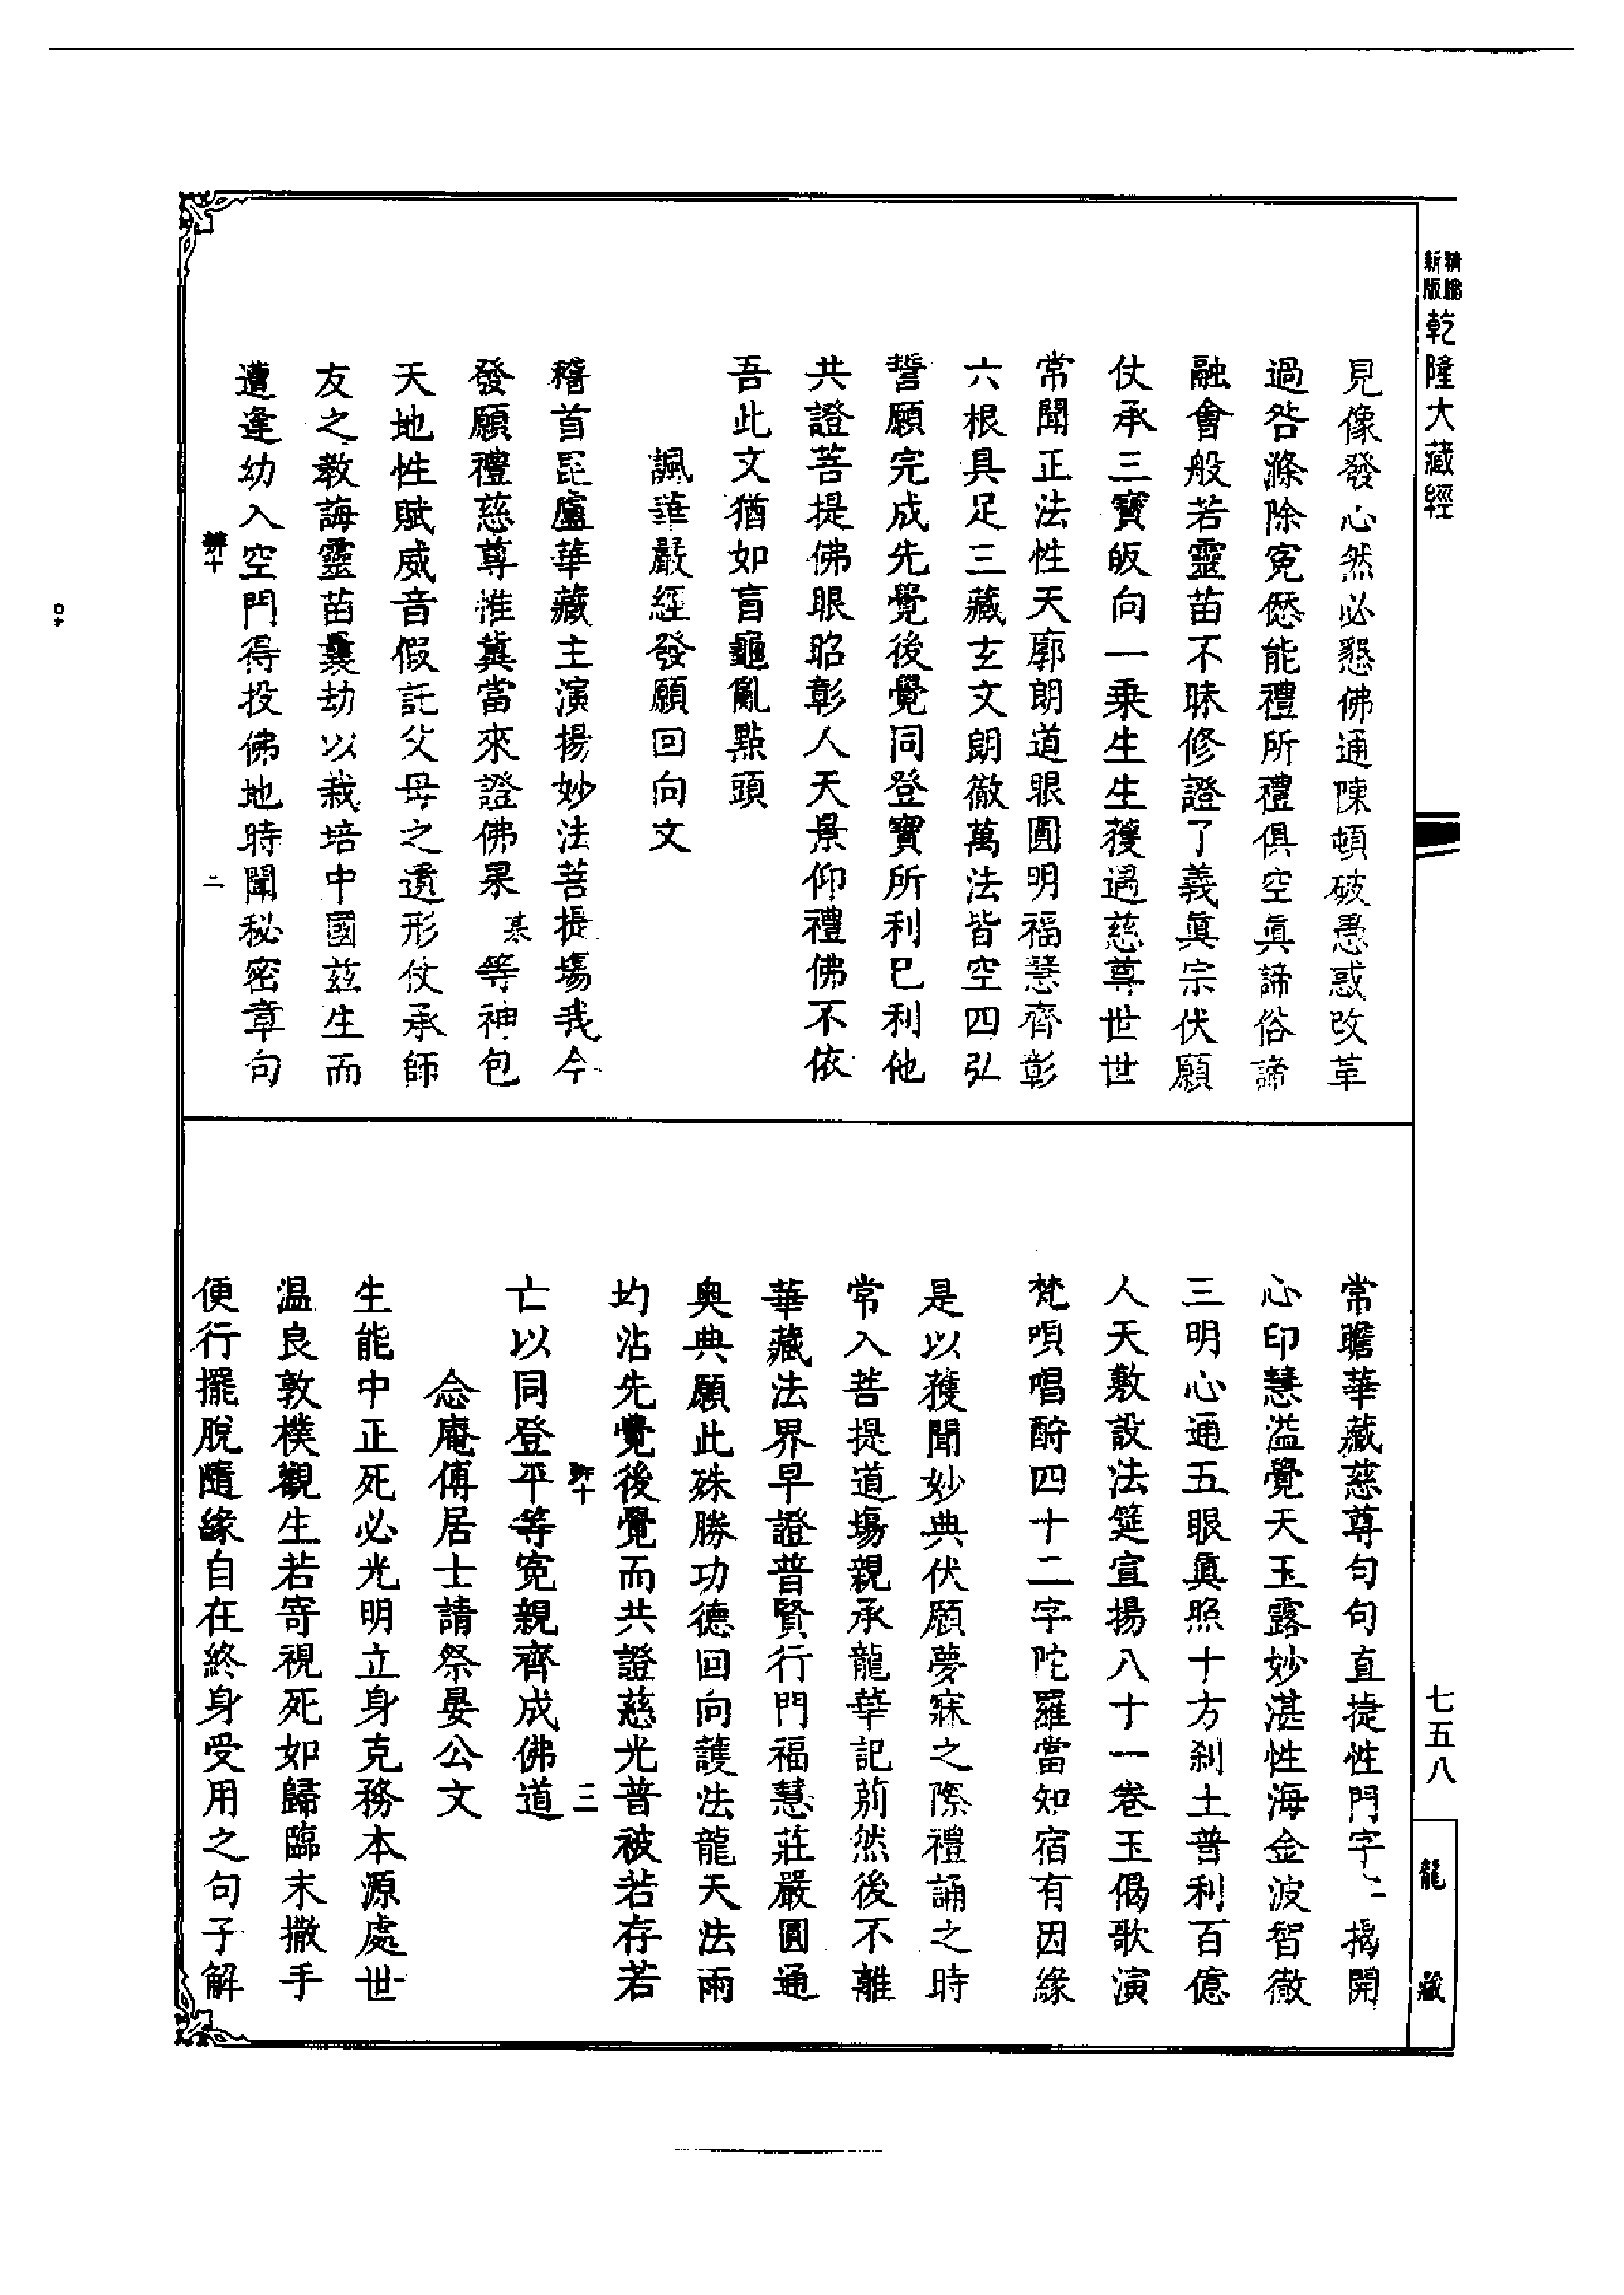 新版
乾隆大藏經
見像發心然必懇佛通陳頓破愚惑改革
過咎滌除寃愆能禮所禮俱空眞諦俗諦
融會般若靈苗不昧修證了義眞宗伏願
仗承三寶皈向一乘生生蕿遇慈尊世世
常聞正法性天廓朗道眼圓明福慧齊彰
六根具足三藏玄文朗徹萬法皆空四弘
誓願完成先覺後覺同登寶所利巳利他
共證菩提佛眼昭彰人天景仰禮佛不依
吾此文猶如盲龜亂點頭
諷華嚴經發願回向文
稽首毘盧華藏主演揚妙法菩提場我今
發願禮慈尊惟冀當來證佛果某等神包
天地性賦威音假託父母之遺形仗承師
友之教誨靈苗曩劫以栽培中國茲生而
遭逢幼入空門得投佛地時聞秘密章句
二
常瞻華藏慈尊句句直捷性門字字揭開
心印慧溢覺天玉露妙湛性海金波智徹
三明心通五眼眞照十方刹土普利百億
人天敷設法筵宣揚八十一卷玉偈歌演
梵唄唱酧四十二字陀羅當知宿有因緣
是以蕿聞妙典伏願夢寐之際禮誦之時
常入菩提道場親承龍華記莂然後不離
華藏法界早證普賢行門福慧莊嚴圓通
奥典願此殊勝功德回向護法龍天法雨
均沾先覺後覺而共證慈光普被若存若
三
亡以同登平等寃親齊成佛道
念庵傅居士請祭晏公文
生能中正死必光明立身克務本源處世
温良敦樸觀生若寄視死如歸臨末撒手
便行擺脫隨緣自在終身受用之句子解
七五八
龍藏